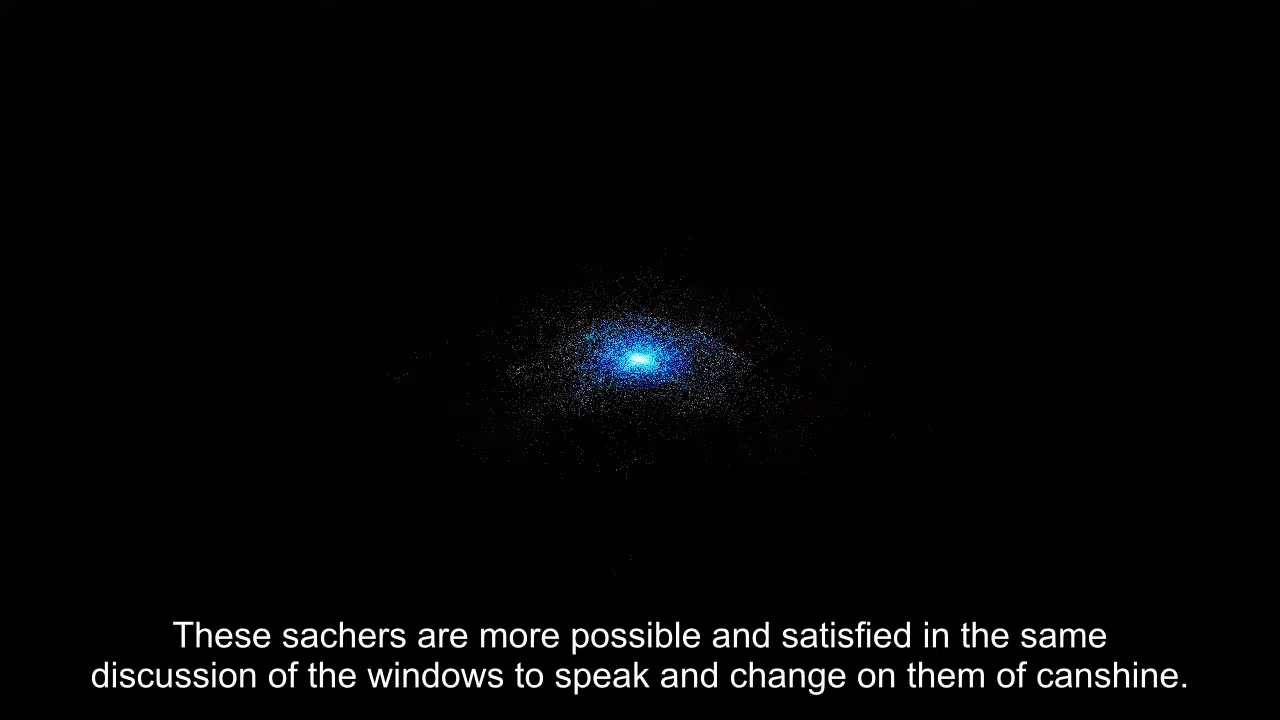 These sachers are more possible and satisfied in the same
discussion of the windows to speak and change on them of canshine.